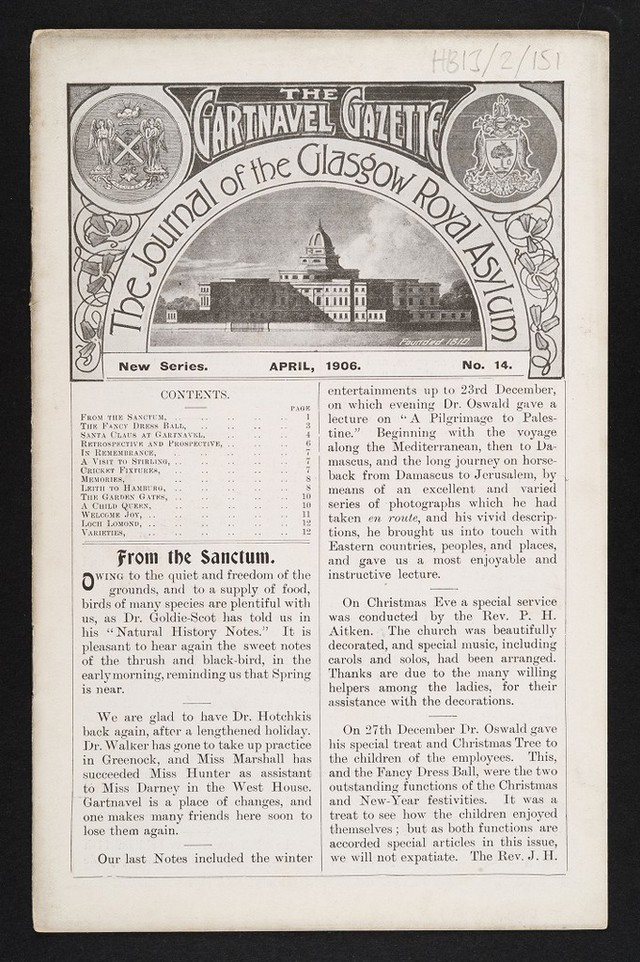 HB13/2/151
THE
GARTNAVEL GAZETTE
The Journal of the Glasgow Royal Asylum
Founded 1810.
New Series. APRIL, 1906. No. 14.
CONTENTS.
PAGE
FROM THE SANCTUM, .. .. .. .. .. 1
THE FANCY DRESS BALL, .. .. .. .. 3
SANTA CLAUS AT GARTNAVEL, .. .. .. .. 4
RETROSPECTIVE AND PROSPECTIVE, .. .. .. .. 6
IN REMEMBRANCE, .. .. .. .. .. 7
A VISIT TO STIRLING, .. .. .. .. .. 7
CRICKET FIXTURES, .. .. .. .. .. 7
MEMORIES, .. .. .. .. .. .. 8
LEITH TO HAMBURG, .. .. .. .. .. 8
THE GARDEN GATES, .. .. .. .. .. 10
A CHILD QUEEN, .. .. .. .. .. 10
WELCOME JOY, .. .. .. .. .. .. 11
LOCH LOMOND, .. .. .. .. .. .. 12
VARIETIES, .. .. .. .. .. .. 12
From the Sanctum.
OWING to the quiet and freedom of the
grounds, and to a supply of food,
birds of many species are plentiful with
us, as Dr. Goldie-Scot has told us in
his "Natural History Notes." It is
pleasant to hear again the sweet notes
of the thrush and black-bird, in the
early morning, reminding us that Spring
is near.
We are glad to have Dr. Hotchkis
back again, after a lengthened holiday.
Dr. Walker has gone to take up practice
in Greenock, and Miss Marshall has
succeeded Miss Hunter as assistant
to Miss Darney in the West House.
Gartnavel is a place of changes, and
one makes many friends here soon to
lose them again.
Our last Notes included the winter
entertainments up to 23rd December,
on which evening Dr. Oswald gave a
lecture on "A Pilgrimage to Pales-
tine." Beginning with the voyage
along the Mediterranean, then to Da-
mascus, and the long journey on horse-
back from Damascus to Jerusalem, by
means of an excellent and varied
series of photographs which he had
taken en route, and his vivid descrip-
tions, he brought us into touch with
Eastern countries, peoples, and places,
and gave us a most enjoyable and
instructive lecture.
On Christmas Eve a special service
was conducted by the Rev. P. H.
Aitken. The church was beautifully
decorated, and special music, including
carols and solos, had been arranged.
Thanks are due to the many willing
helpers among the ladies, for their
assistance with the decorations.
On 27th December Dr. Oswald gave
his special treat and Christmas Tree to
the children of the employees. This,
and the Fancy Dress Ball, were the two
outstanding functions of the Christmas
and New-Year festivities. It was a
treat to see how the children enjoyed
themselves; but as both functions are
accorded special articles in this issue,
we will not expatiate. The Rev. J. H.